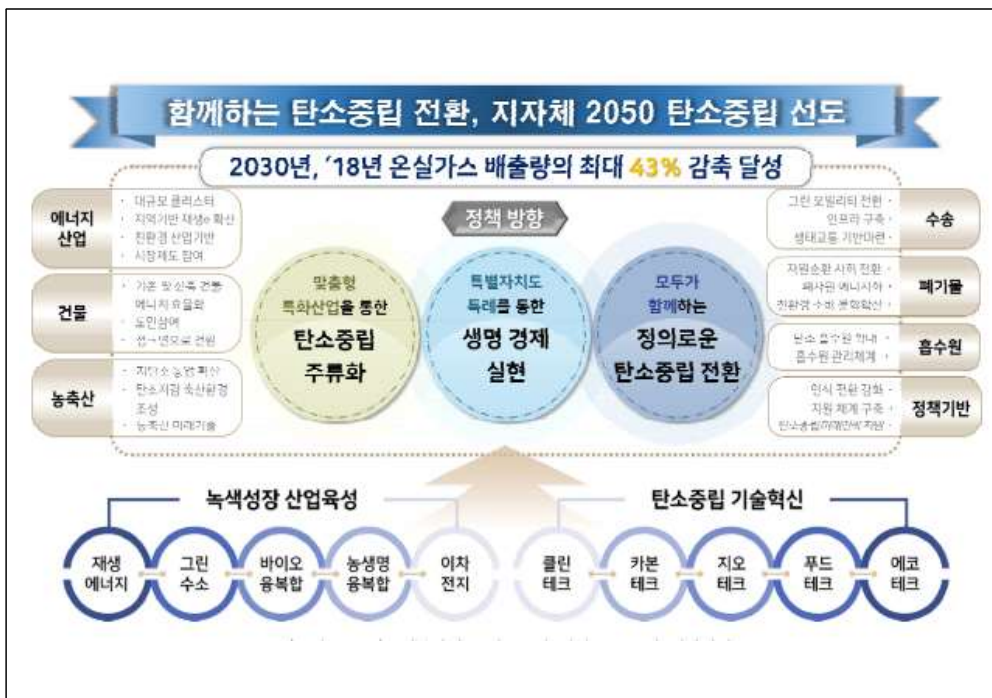 함께하는 탄소중립 전환, 지자체 2050 탄소중립 선도
2030년, ‘18년 온실가스 배출량의 최대 43% 감축 달성
정책 방향
에너지
산업
· 대규모 클러스터
· 지역기반 재생e 확산
· 친환경 산업기반
· 시장제도 참여
건물
· 기존 및 신축 건물
에너지 효율화
· 도민참여
농축산
· 저탄소 농업 확산
· 탄소저감 축산환경
조성
· 농축산 미래기술
맞춤형
특화산업을 통한
탄소중립
주류화
특별자치도
특례를 통한
생명 경제
실현
모두가
함께하는
정의로운
탄소중립 전환
그린 모빌리티 전환 ·
인프라 구축 ·
생태교통 기반마련 ·
수송
자원순환 사회 전환 ·
폐자원 에너지화 ·
친환경 소비 문화확산 ·
폐기물
탄소 흡수원 확대 ·
흡수원 관리체계 ·
흡수원
인식 전환 강화 ·
지원 체계 구축 ·
정책기반
녹색성장 산업육성
재생
에너지
그린
수소
바이오
융복합
농생명
융복합
이차
전지
탄소중립 기술혁신
클린
테크
카본
테크
지오
테크
푸드
테크
에코
테크